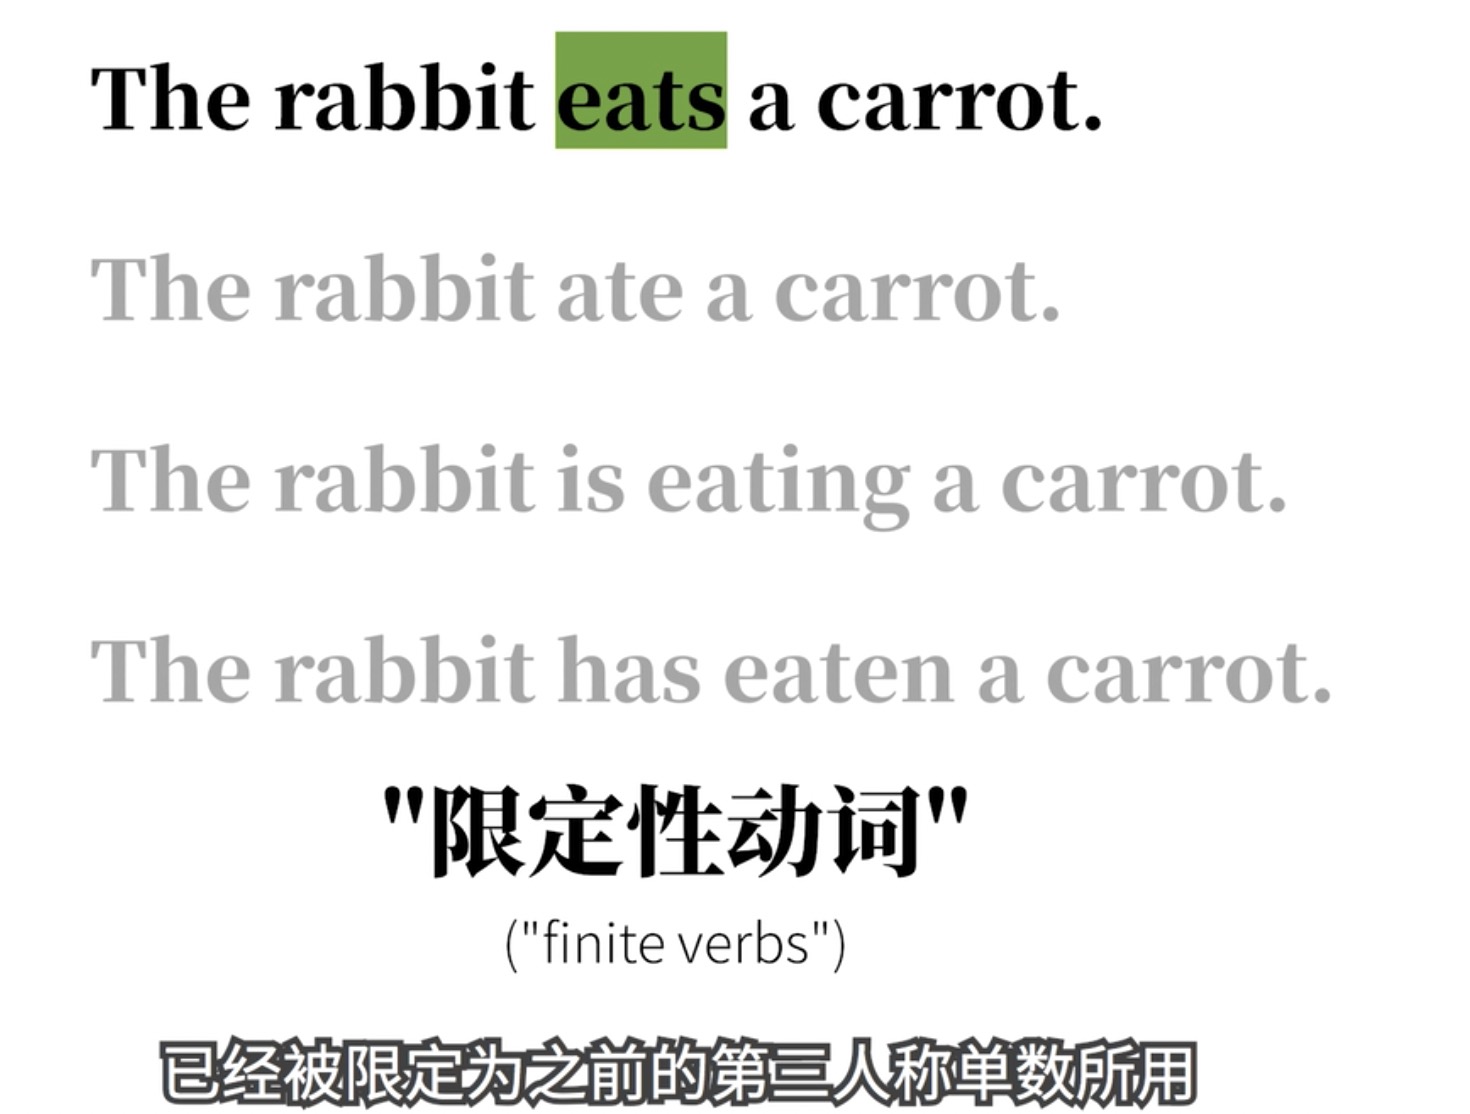 The rabbit eats a carrot.
The rabbit ate a carrot.
The rabbit is eating a carrot.
The rabbit has eaten a carrot.
"限定性动词"
("finite verbs")
已经被限定为之前的第三人称单数所用